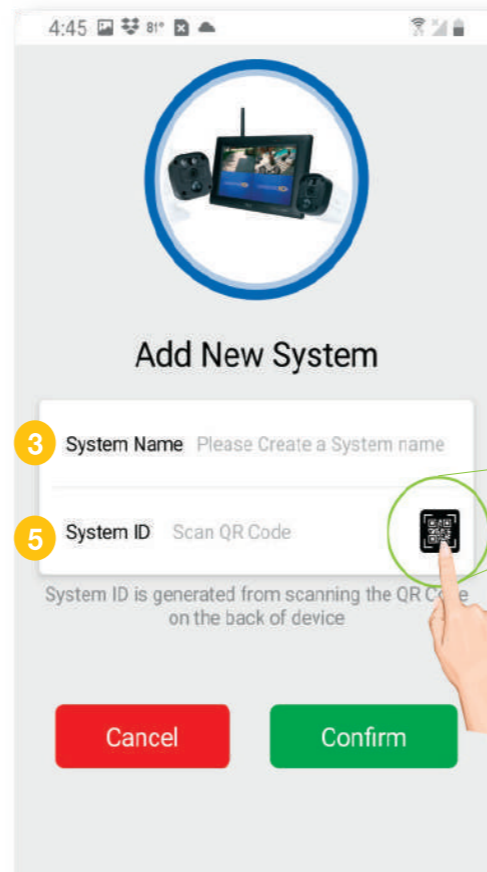 4:45 81°
Add New System
3 System Name Please Create a System name
5 System ID Scan QR Code
System ID is generated from scanning the QR Code
on the back of device
Cancel Confirm